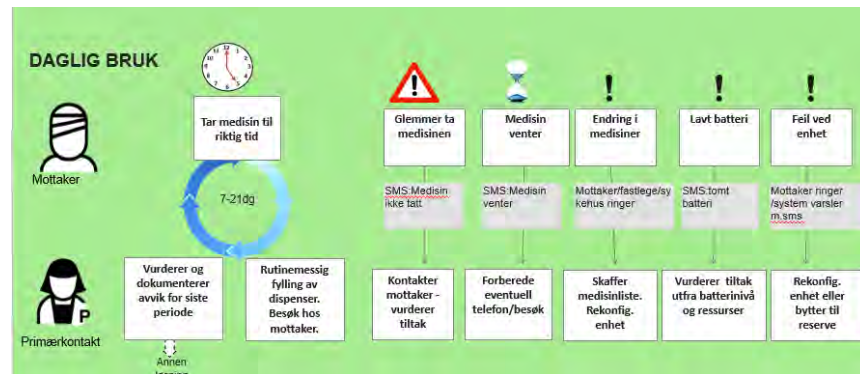 DAGLIG BRUK
Mottaker
Tar medisin til
riktig tid
7-21dg
Vurderer og
dokumenterer
avvik for siste
periode
Rutinemessig
fylling av
dispenser.
Besøk hos
mottaker.
P
Primærkontakt
Annen
Glemmer ta
medisinen
SMS:Medisin
ikke tatt
Kontakter
mottaker -
vurderer
tiltak
Medisin
venter
SMS:Medisin
venter
Forberede
eventuell
telefon/besøk
Endring i
medisiner
Mottaker/fastlege/sy
kehus ringer
Skaffer
medisinliste.
Rekonfig.
enhet
Lavt batteri
SMS:tomt
batteri
Vurderer tiltak
utfra batterinivå
og ressurser
Feil ved
enhet
Mottaker ringer
/system varsler
m.sms
Rekonfig.
enhet eller
bytter til
reserve